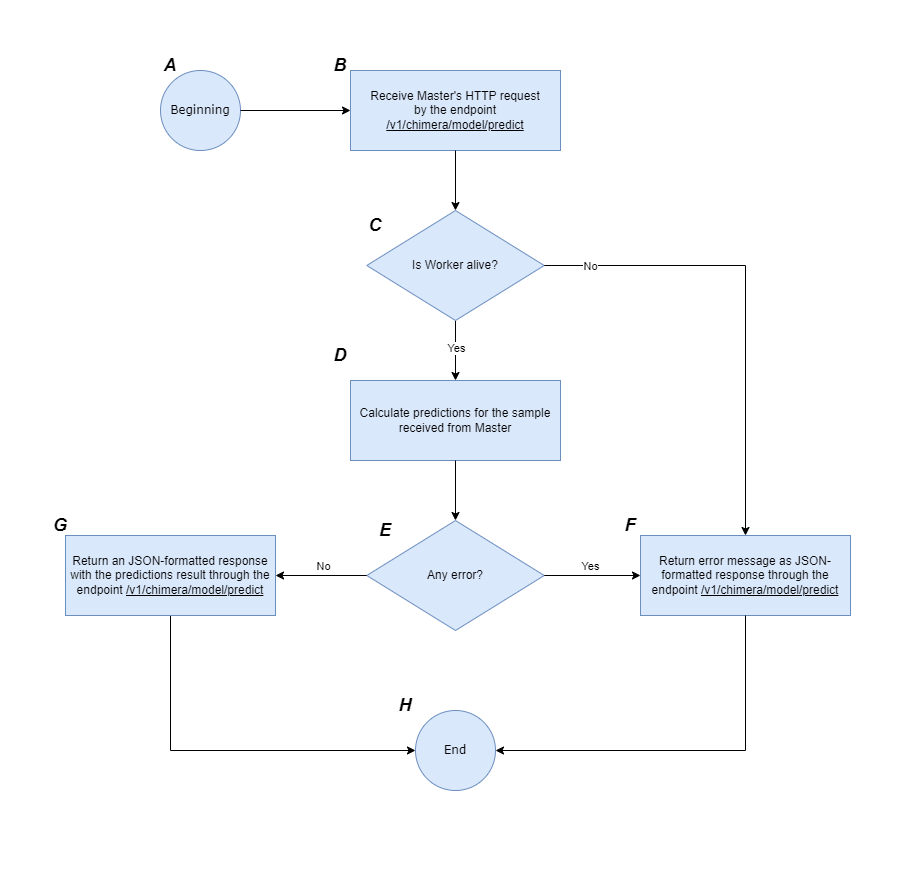 A
Beginning
B
Receive Master's HTTP request
by the endpoint
/v1/chimera/model/predict
C
Is Worker alive?
No
Yes
D
Calculate predictions for the sample
received from Master
E
Any error?
No
Yes
G
Return an JSON-formatted response
with the predictions result through the
endpoint /v1/chimera/model/predict
F
Return error message as JSON-
formatted response through the
endpoint /v1/chimera/model/predict
H
End